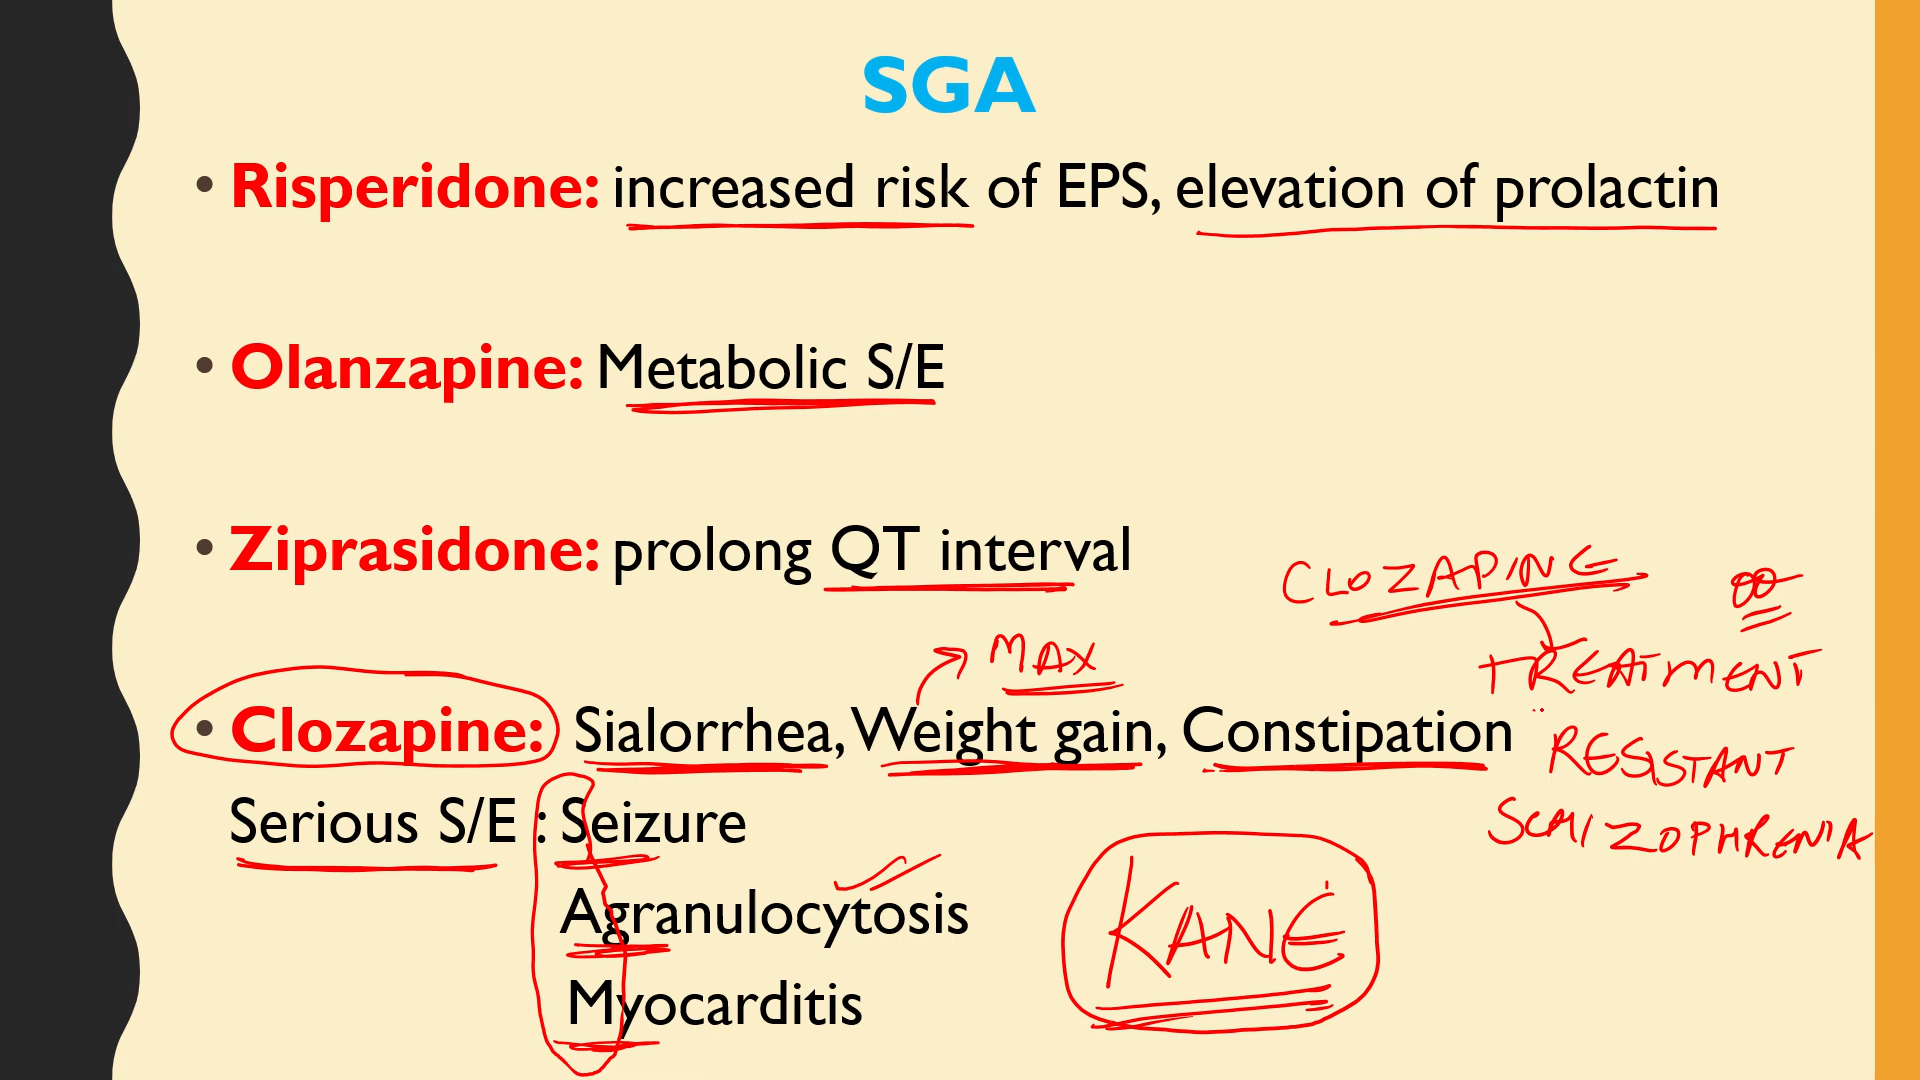 SGA
• Risperidone: increased risk of EPS, elevation of prolactin
• Olanzapine: Metabolic S/E
• Ziprasidone: prolong QT interval
CLOZAPINE
MAX
TREATMENT
• Clozapine: Sialorrhea, Weight gain, Constipation
RESISTANT
Serious S/E : Seizure
SCHIZOPHRENIA
Agranulocytosis
KANE
Myocarditis